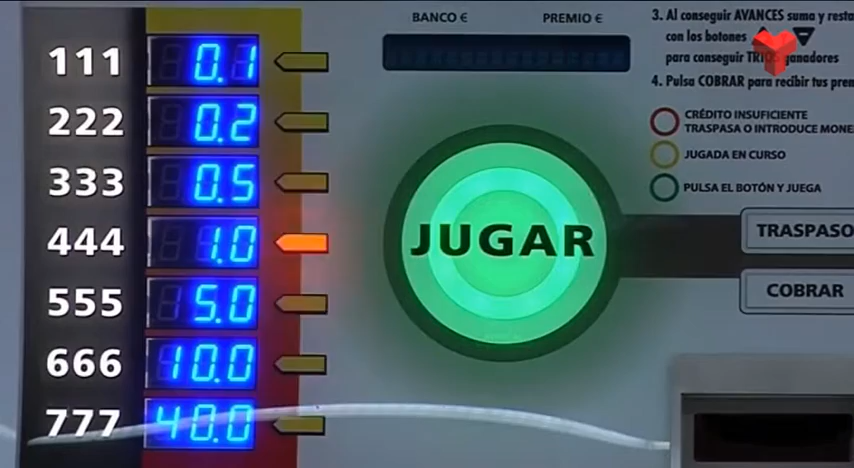 BANCO € PREMIO €
111 0.1
222 0.2
333 0.5
444 1.0
555 5.0
666 10.0
777 40.0
JUGAR
3. Al conseguir AVANCES suma y resta
con los botones
para conseguir TRIOS ganadores
4. Pulsa COBRAR para recibir tus
CRÉDITO INSUFICIENTE
TRASPASA O INTRODUCE
JUGADA EN CURSO
PULSA EL BOTÓN Y JUEGA
TRASPASO
COBRAR